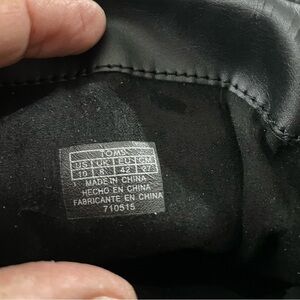 TOMS
US UK EU CM
10 8 42 27
MADE IN CHINA
HECHO EN CHINA
FABRICANTE EN CHINA
710515